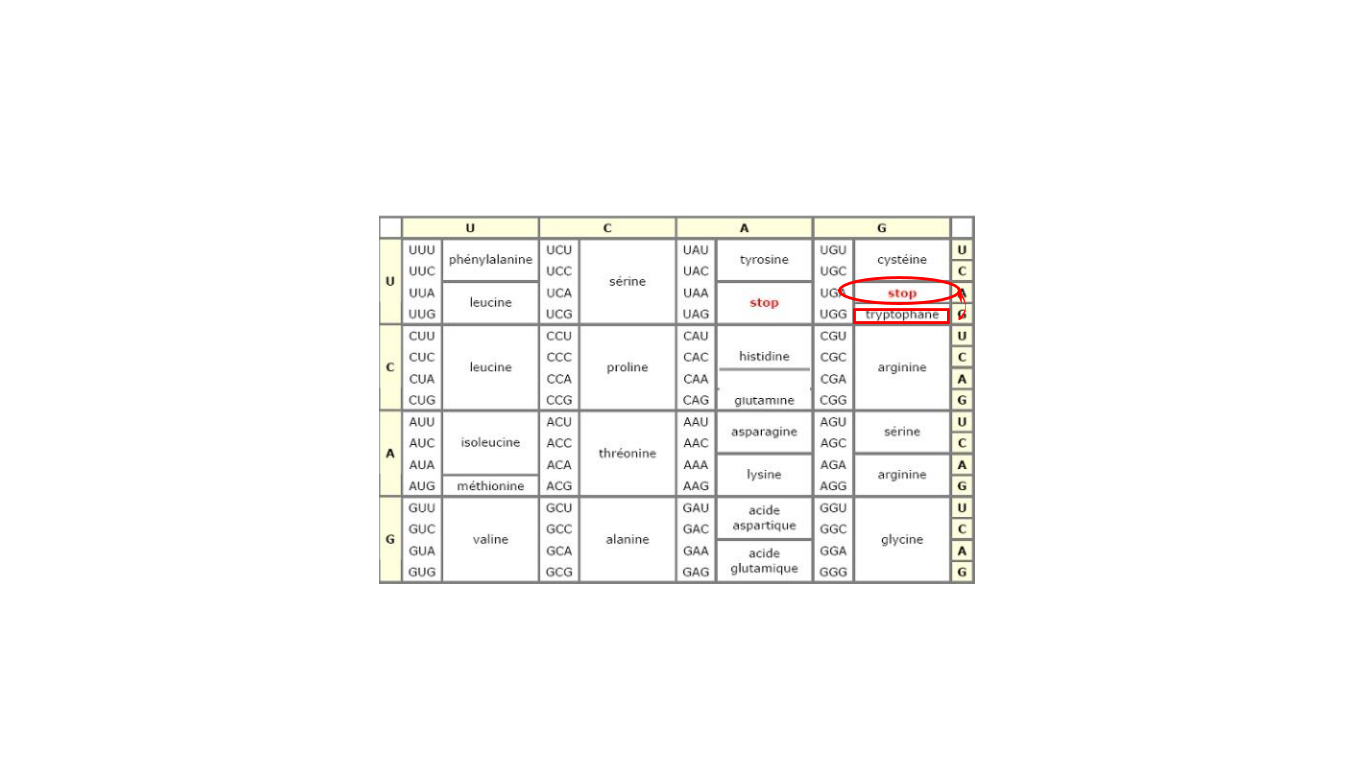 U C A G
U UUU phénylalanine UCU sérine UAU tyrosine UGU cystéine U
UUC UCC UAC UGC C
UUA leucine UCA UAA stop UGA stop A
UUG UCG UAG UGG tryptophane G
C CUU leucine CCU proline CAU histidine CGU arginine U
CUC CCC CAC CGC C
CUA CCA CAA CGA A
CUG CCG CAG glutamine CGG G
A AUU isoleucine ACU thréonine AAU asparagine AGU sérine U
AUC ACC AAC AGC C
AUA ACA AAA lysine AGA arginine A
AUG méthionine ACG AAG AGG G
G GUU valine GCU alanine GAU acide aspartique GGU glycine U
GUC GCC GAC GGC C
GUA GCA GAA acide glutamique GGA A
GUG GCG GAG GGG G